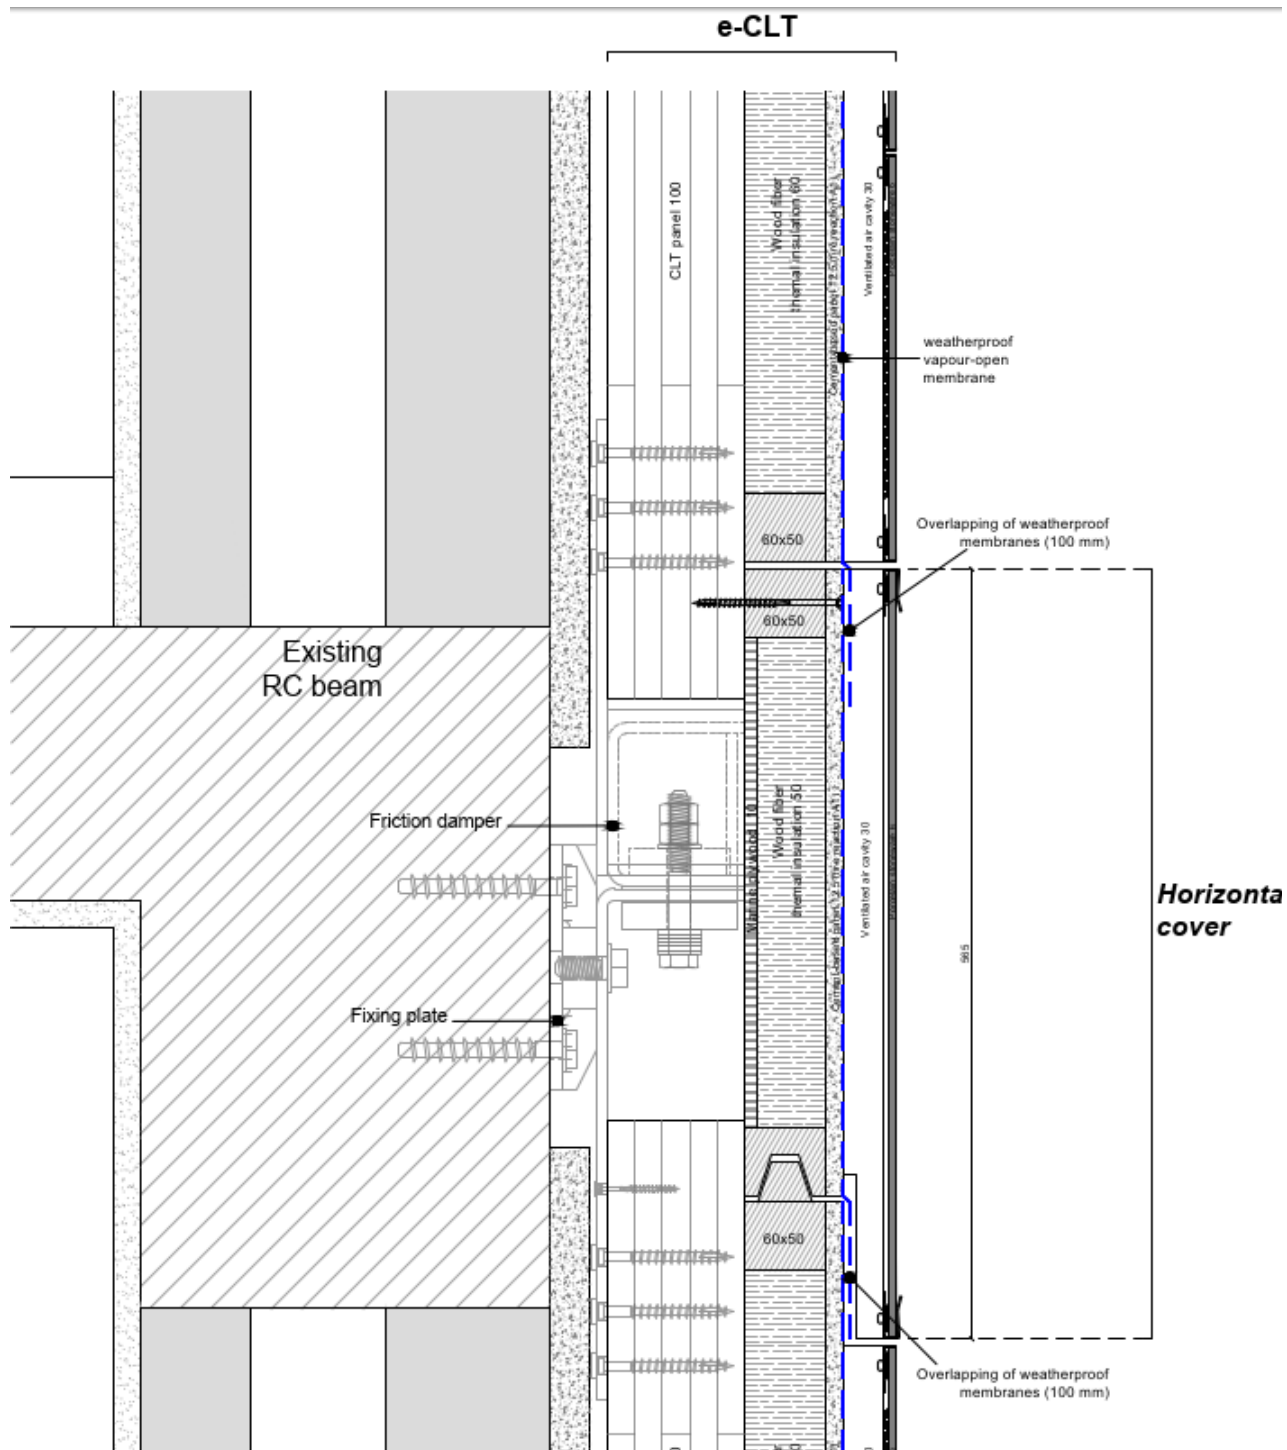 e-CLT
CLT panel 100
Wood fiber
thermal insulation 60
Ventilated air cavity 30
weatherproof
vapour-open
membrane
60x50
Overlapping of weatherproof
membranes (100 mm)
60x50
Existing
RC beam
Friction damper
Wood fiber
thermal insulation 50
Ventilated air cavity 30
565
Horizonta
cover
Fixing plate
60x50
Overlapping of weatherproof
membranes (100 mm)